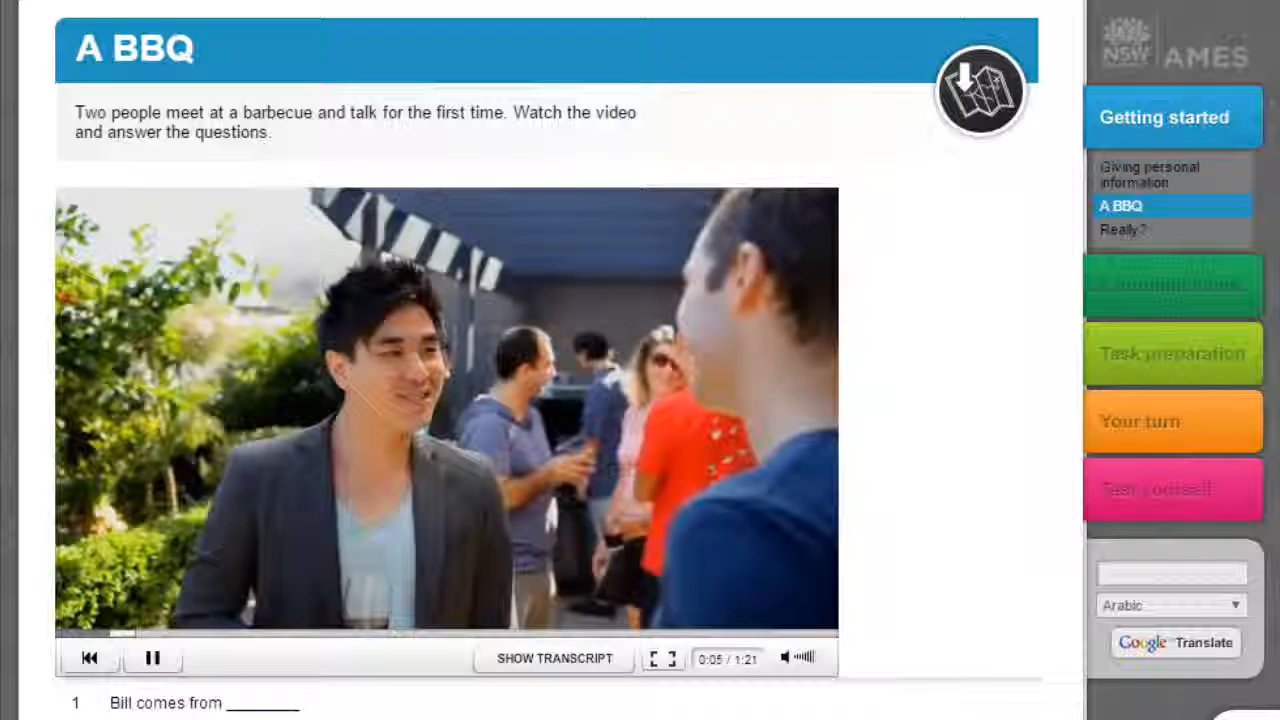 A BBQ
Two people meet at a barbecue and talk for the first time. Watch the video
and answer the questions.
SHOW TRANSCRIPT
0:05 / 1:21
1 Bill comes from ________
NSW AMES
Getting started
Giving personal
information
A BBQ
Really?
Task preparation
Your turn
Test yourself
Arabic
Google Translate